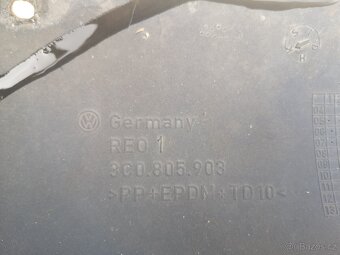 Germany
REO 1
3C0.805.903
>PP+EPDM+TD10<